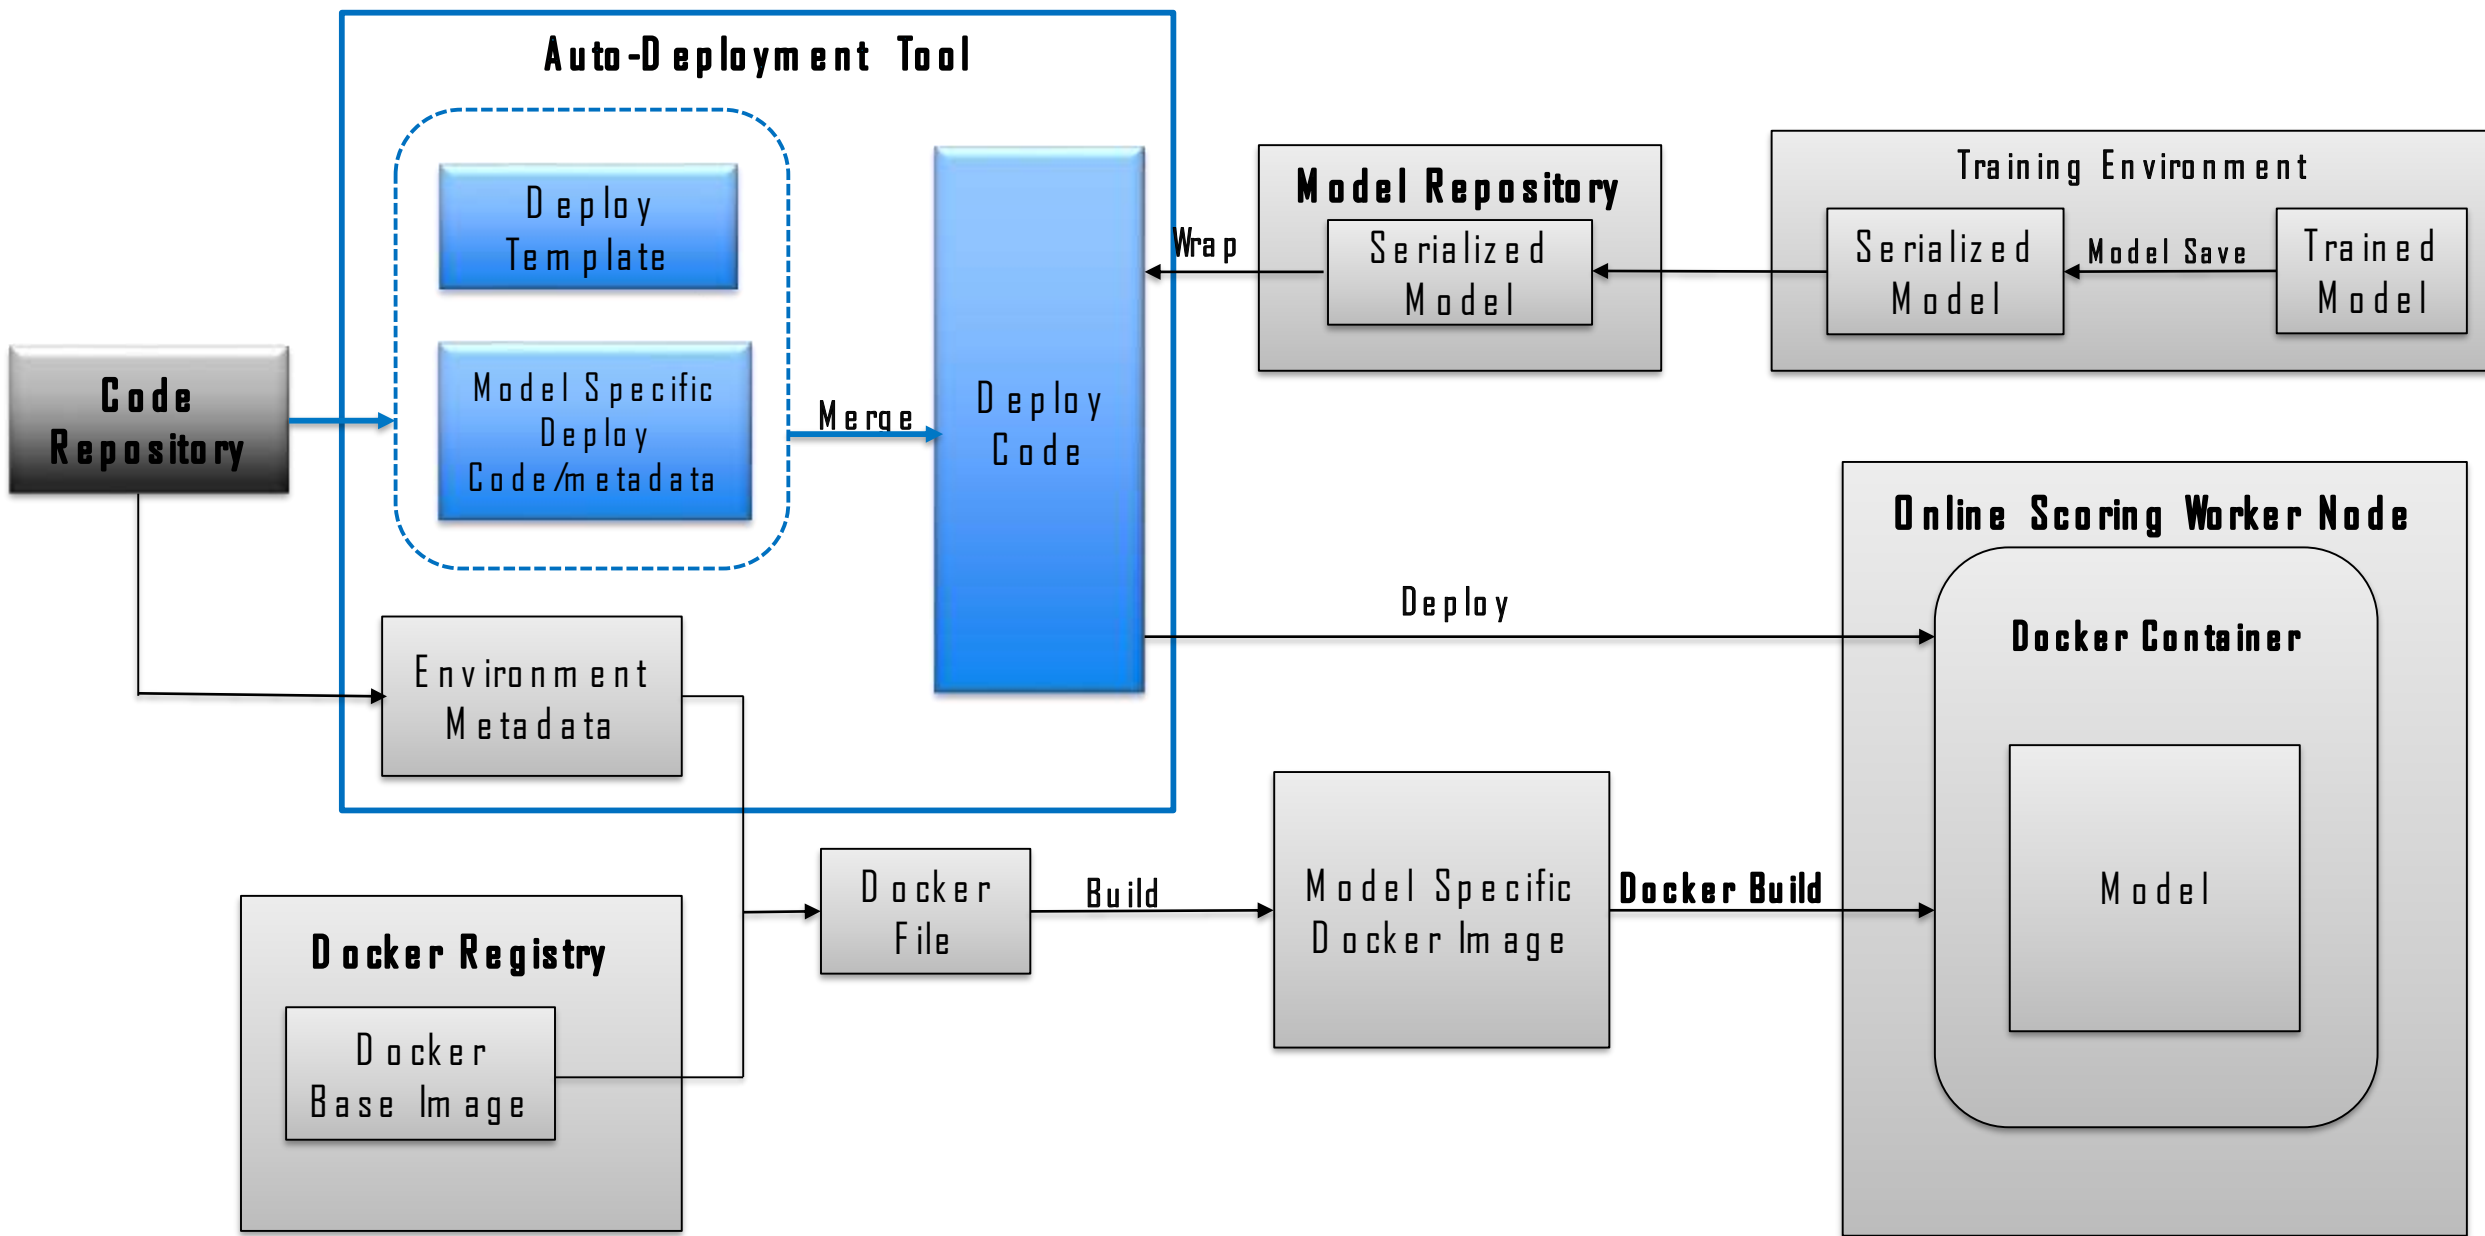 Auto-Deployment Tool
Deploy
Template
Model Specific
Deploy
Code/metadata
Merge
Deploy
Code
Code
Repository
Environment
Metadata
Wrap
Model Repository
Serialized
Model
Training Environment
Serialized
Model
Model Save
Trained
Model
Deploy
Online Scoring Worker Node
Docker Container
Model
Docker Registry
Docker
Base Image
Docker
File
Build
Model Specific
Docker Image
Docker Build